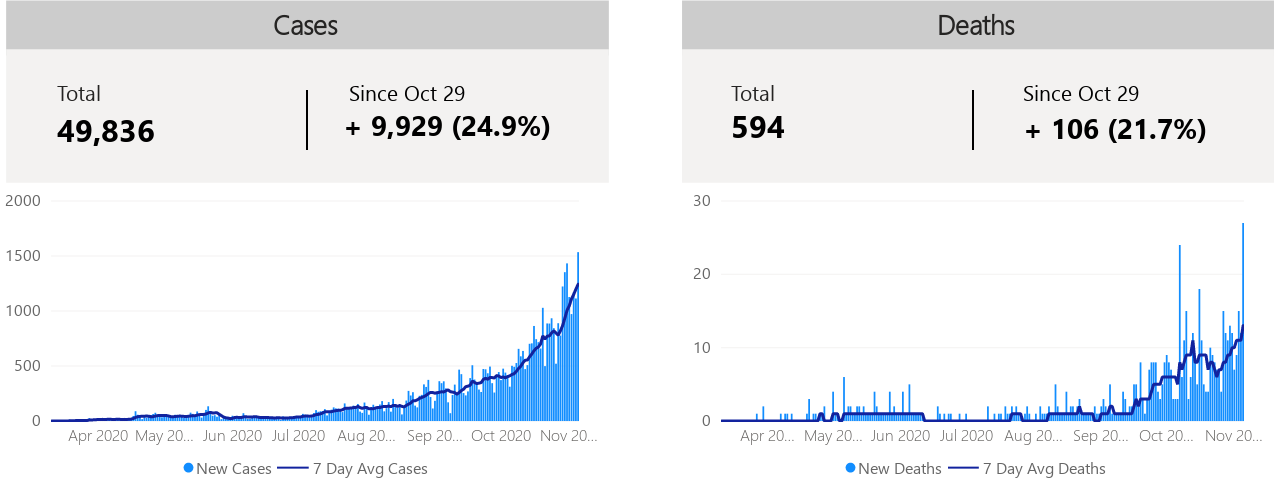 Cases
Total
49,836
Since Oct 29
+ 9,929 (24.9%)
2000
1500
1000
500
0
Apr 2020 May 20... Jun 2020 Jul 2020 Aug 20... Sep 20... Oct 2020 Nov 20...
New Cases 7 Day Avg Cases
Deaths
Total
594
Since Oct 29
+ 106 (21.7%)
30
20
10
0
Apr 20... May 20... Jun 2020 Jul 2020 Aug 20... Sep 20... Oct 20... Nov 20...
New Deaths 7 Day Avg Deaths